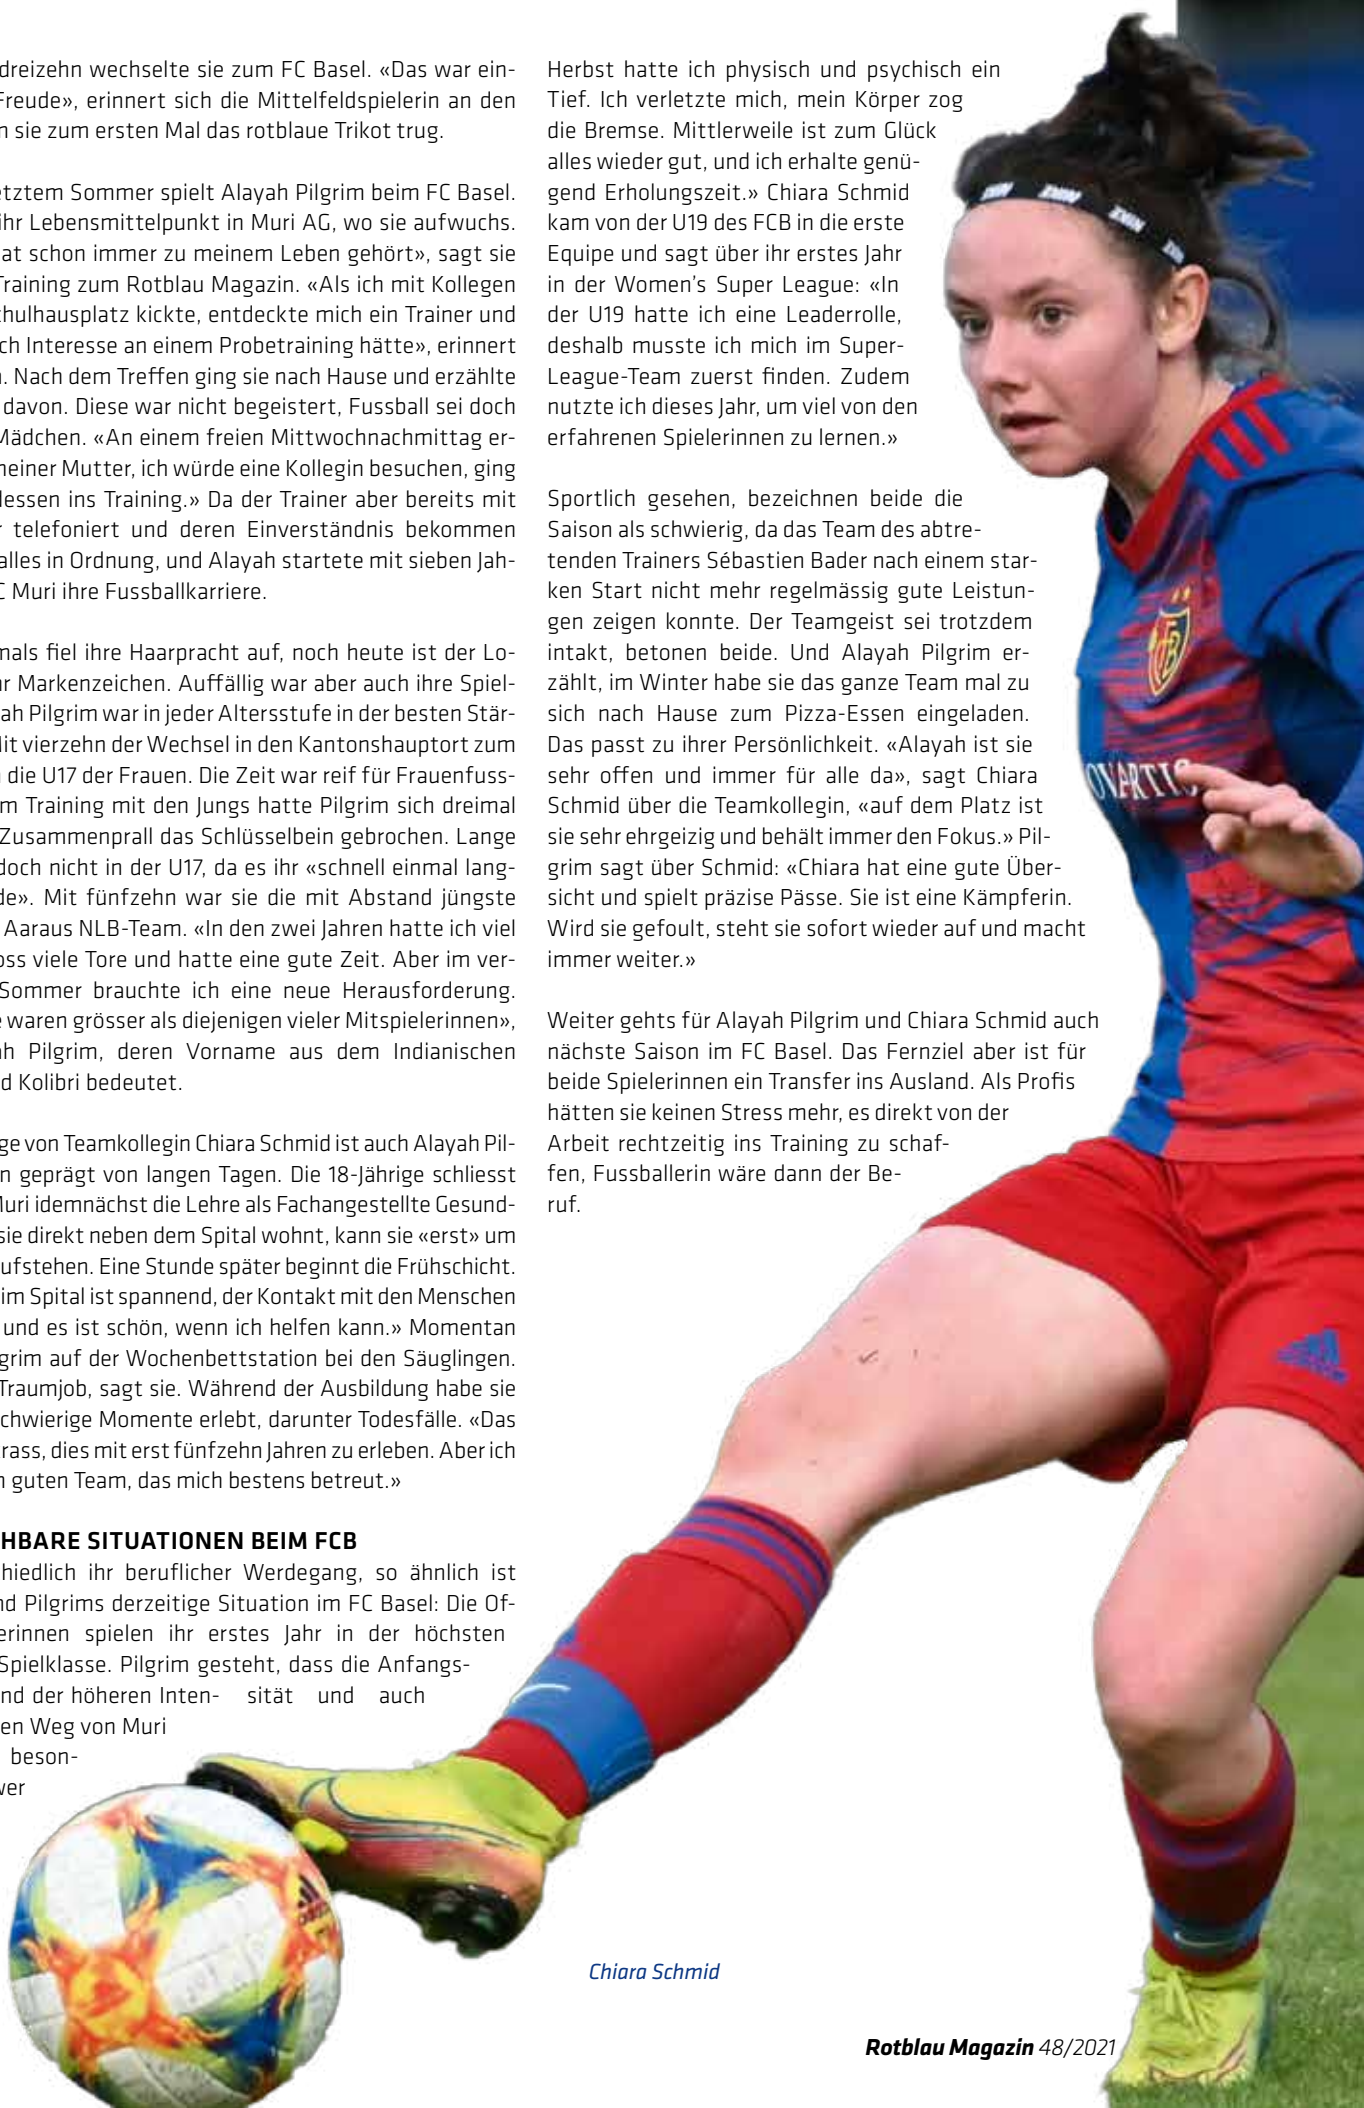 dreizehn wechselte sie zum FC Basel. «Das war ein-
Freude», erinnert sich die Mittelfeldspielerin an den
sie zum ersten Mal das rotblaue Trikot trug.
etztem Sommer spielt Alayah Pilgrim beim FC Basel.
ihr Lebensmittelpunkt in Muri AG, wo sie aufwuchs.
at schon immer zu meinem Leben gehört», sagt sie
Training zum Rotblau Magazin. «Als ich mit Kollegen
chulhausplatz kickte, entdeckte mich ein Trainer und
ch Interesse an einem Probetraining hätte», erinnert
. Nach dem Treffen ging sie nach Hause und erzählte
davon. Diese war nicht begeistert, Fussball sei doch
Mädchen. «An einem freien Mittwochnachmittag er-
meiner Mutter, ich würde eine Kollegin besuchen, ging
dessen ins Training.» Da der Trainer aber bereits mit
telefoniert und deren Einverständnis bekommen
alles in Ordnung, und Alayah startete mit sieben Jah-
C Muri ihre Fussballkarriere.
mals fiel ihre Haarpracht auf, noch heute ist der Lo-
hr Markenzeichen. Auffällig war aber auch ihre Spiel-
ah Pilgrim war in jeder Altersstufe in der besten Stär-
Mit vierzehn der Wechsel in den Kantonshauptort zum
die U17 der Frauen. Die Zeit war reif für Frauenfuss-
m Training mit den Jungs hatte Pilgrim sich dreimal
Zusammenprall das Schlüsselbein gebrochen. Lange
doch nicht in der U17, da es ihr «schnell einmal lang-
de». Mit fünfzehn war sie die mit Abstand jüngste
Aaraus NLB-Team. «In den zwei Jahren hatte ich viel
oss viele Tore und hatte eine gute Zeit. Aber im ver-
Sommer brauchte ich eine neue Herausforderung.
e waren grösser als diejenigen vieler Mitspielerinnen»,
ah Pilgrim, deren Vorname aus dem Indianischen
d Kolibri bedeutet.
ge von Teamkollegin Chiara Schmid ist auch Alayah Pil-
n geprägt von langen Tagen. Die 18-Jährige schliesst
Muri idemnächst die Lehre als Fachangestellte Gesund-
sie direkt neben dem Spital wohnt, kann sie «erst» um
ufstehen. Eine Stunde später beginnt die Frühschicht.
im Spital ist spannend, der Kontakt mit den Menschen
und es ist schön, wenn ich helfen kann.» Momentan
grim auf der Wochenbettstation bei den Säuglingen.
Traumjob, sagt sie. Während der Ausbildung habe sie
chwierige Momente erlebt, darunter Todesfälle. «Das
rass, dies mit erst fünfzehn Jahren zu erleben. Aber ich
n guten Team, das mich bestens betreut.»
HBARE SITUATIONEN BEIM FCB
hiedlich ihr beruflicher Werdegang, so ähnlich ist
nd Pilgrims derzeitige Situation im FC Basel: Die Of-
erinnen spielen ihr erstes Jahr in der höchsten
Spielklasse. Pilgrim gesteht, dass die Anfangs-
nd der höheren Inten- sität und auch
en Weg von Muri
beson-
wer
Herbst hatte ich physisch und psychisch ein
Tief. Ich verletzte mich, mein Körper zog
die Bremse. Mittlerweile ist zum Glück
alles wieder gut, und ich erhalte genü-
gend Erholungszeit.» Chiara Schmid
kam von der U19 des FCB in die erste
Equipe und sagt über ihr erstes Jahr
in der Women's Super League: «In
der U19 hatte ich eine Leaderrolle,
deshalb musste ich mich im Super-
League-Team zuerst finden. Zudem
nutzte ich dieses Jahr, um viel von den
erfahrenen Spielerinnen zu lernen.»
Sportlich gesehen, bezeichnen beide die
Saison als schwierig, da das Team des abtre-
tenden Trainers Sébastien Bader nach einem star-
ken Start nicht mehr regelmässig gute Leistun-
gen zeigen konnte. Der Teamgeist sei trotzdem
intakt, betonen beide. Und Alayah Pilgrim er-
zählt, im Winter habe sie das ganze Team mal zu
sich nach Hause zum Pizza-Essen eingeladen.
Das passt zu ihrer Persönlichkeit. «Alayah ist sie
sehr offen und immer für alle da», sagt Chiara
Schmid über die Teamkollegin, «auf dem Platz ist
sie sehr ehrgeizig und behält immer den Fokus.» Pil-
grim sagt über Schmid: «Chiara hat eine gute Über-
sicht und spielt präzise Pässe. Sie ist eine Kämpferin.
Wird sie gefoult, steht sie sofort wieder auf und macht
immer weiter.»
Weiter gehts für Alayah Pilgrim und Chiara Schmid auch
nächste Saison im FC Basel. Das Fernziel aber ist für
beide Spielerinnen ein Transfer ins Ausland. Als Profis
hätten sie keinen Stress mehr, es direkt von der
Arbeit rechtzeitig ins Training zu schaf-
fen, Fussballerin wäre dann der Be-
ruf.
OVARTIS
FCB
Chiara Schmid
Rotblau Magazin 48/2021